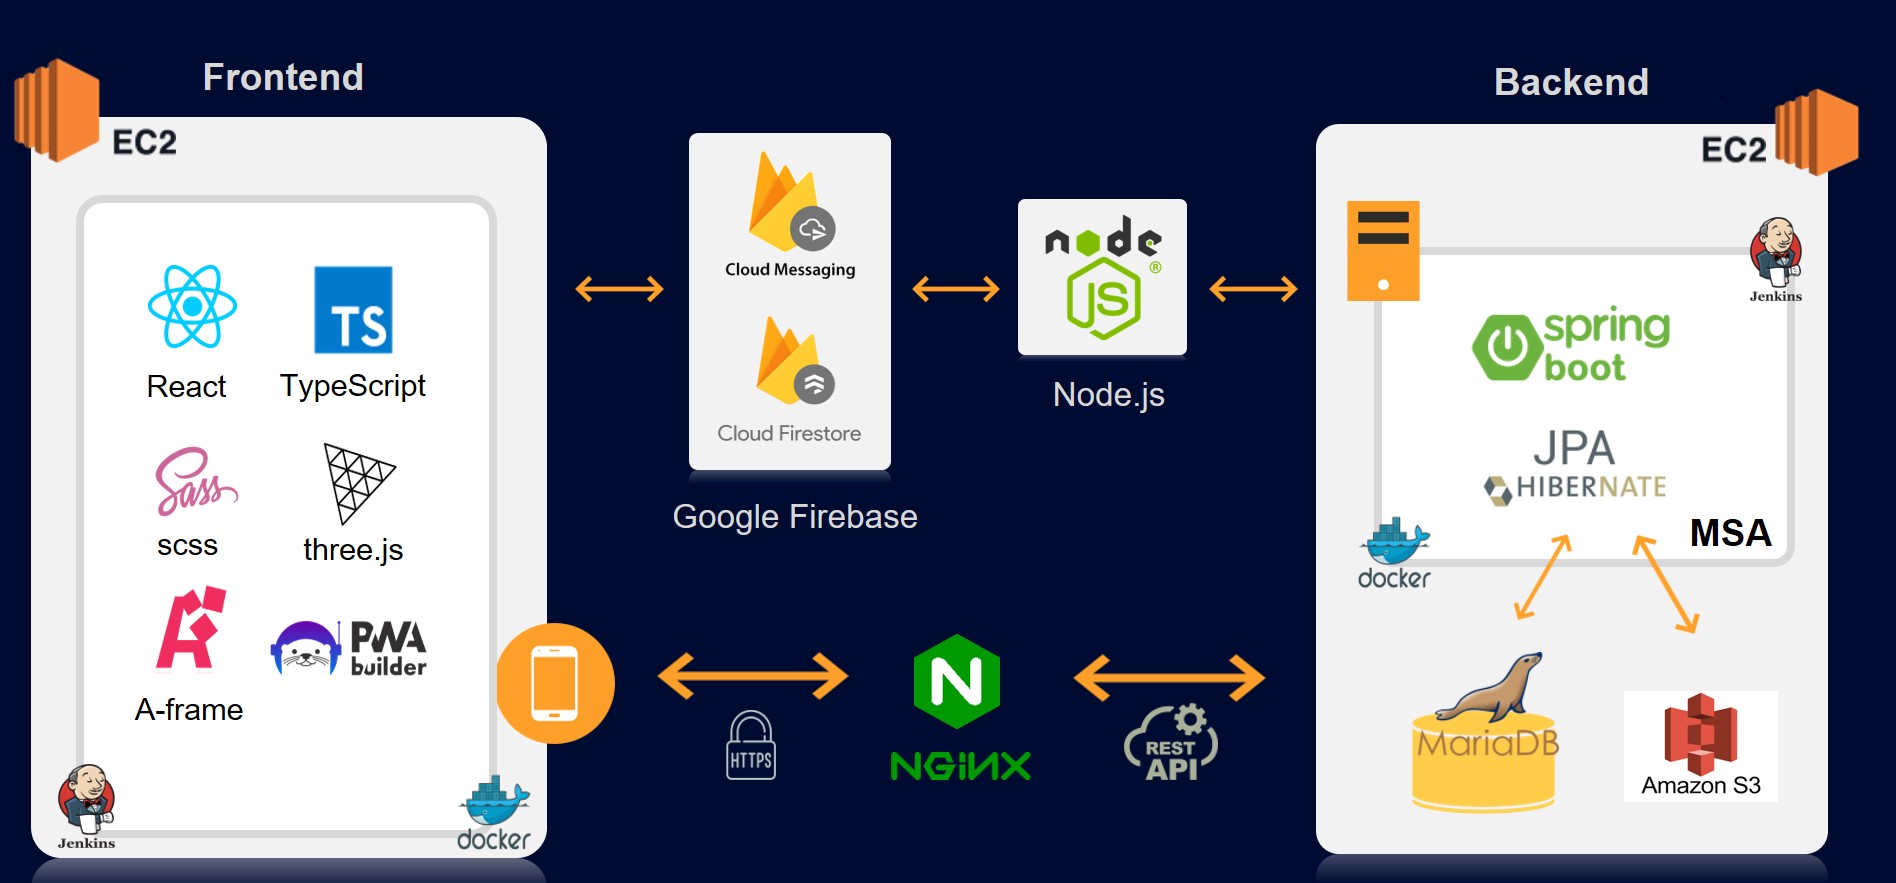 Frontend
Backend
EC2
EC2
Cloud Messaging
Cloud Firestore
Google Firebase
node
JS
®
Node.js
TS
React
TypeScript
Sass
scss
three.js
A-frame
PWA
builder
Jenkins
docker
HTTPS
N
NGINX
REST
API
Jenkins
spring
boot
JPA
HIBERNATE
MSA
docker
MariaDB
Amazon S3